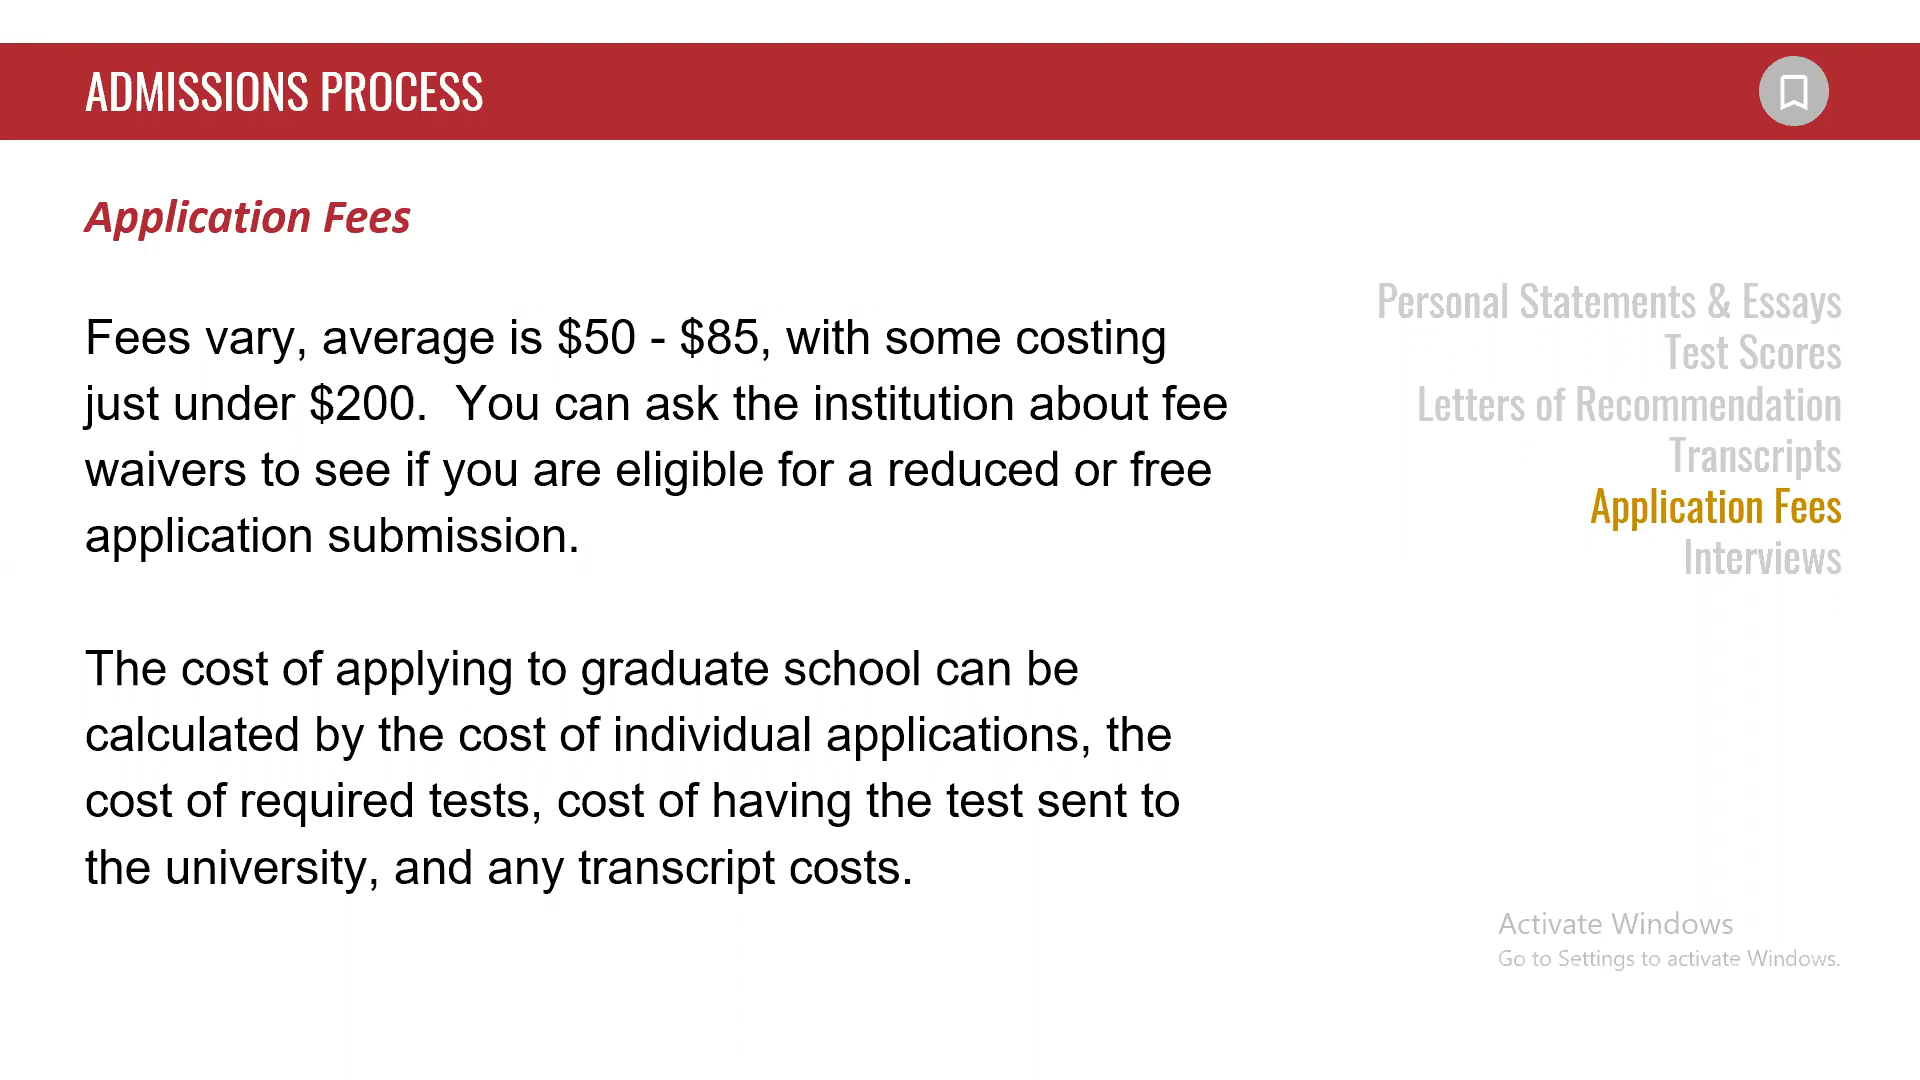 ADMISSIONS PROCESS
Application Fees
Fees vary, average is $50 - $85, with some costing
just under $200.  You can ask the institution about fee
waivers to see if you are eligible for a reduced or free
application submission.
The cost of applying to graduate school can be
calculated by the cost of individual applications, the
cost of required tests, cost of having the test sent to
the university, and any transcript costs.
Personal Statements & Essays
Test Scores
Letters of Recommendation
Transcripts
Application Fees
Interviews
Activate Windows
Go to Settings to activate Windows.